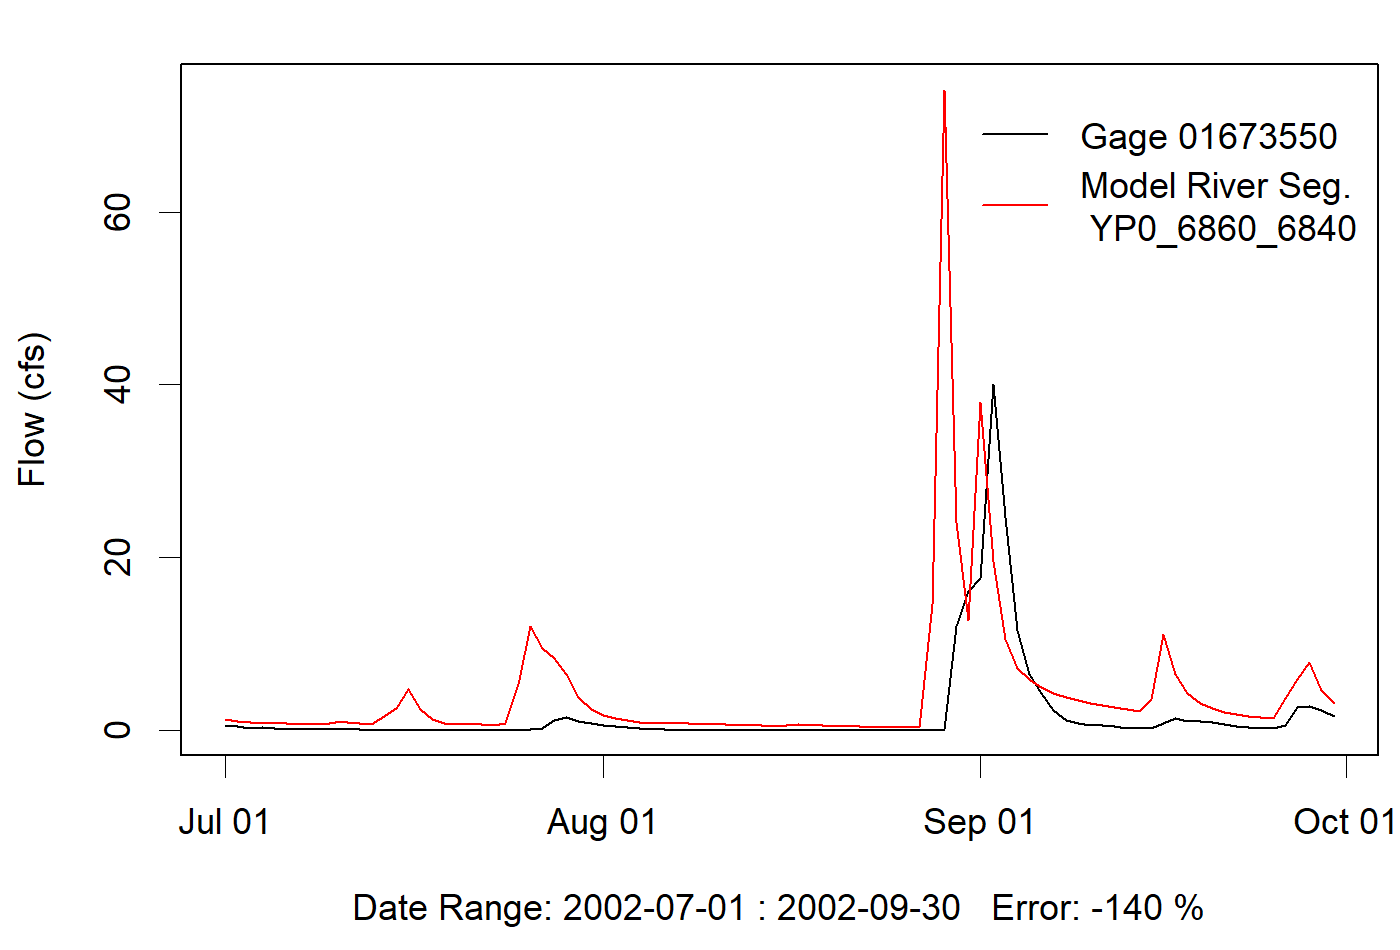 Gage 01673550
Model River Seg.
YP0_6860_6840
Flow (cfs)
60
40
20
0
Jul 01 Aug 01 Sep 01 Oct 01
Date Range: 2002-07-01 : 2002-09-30 Error: -140 %